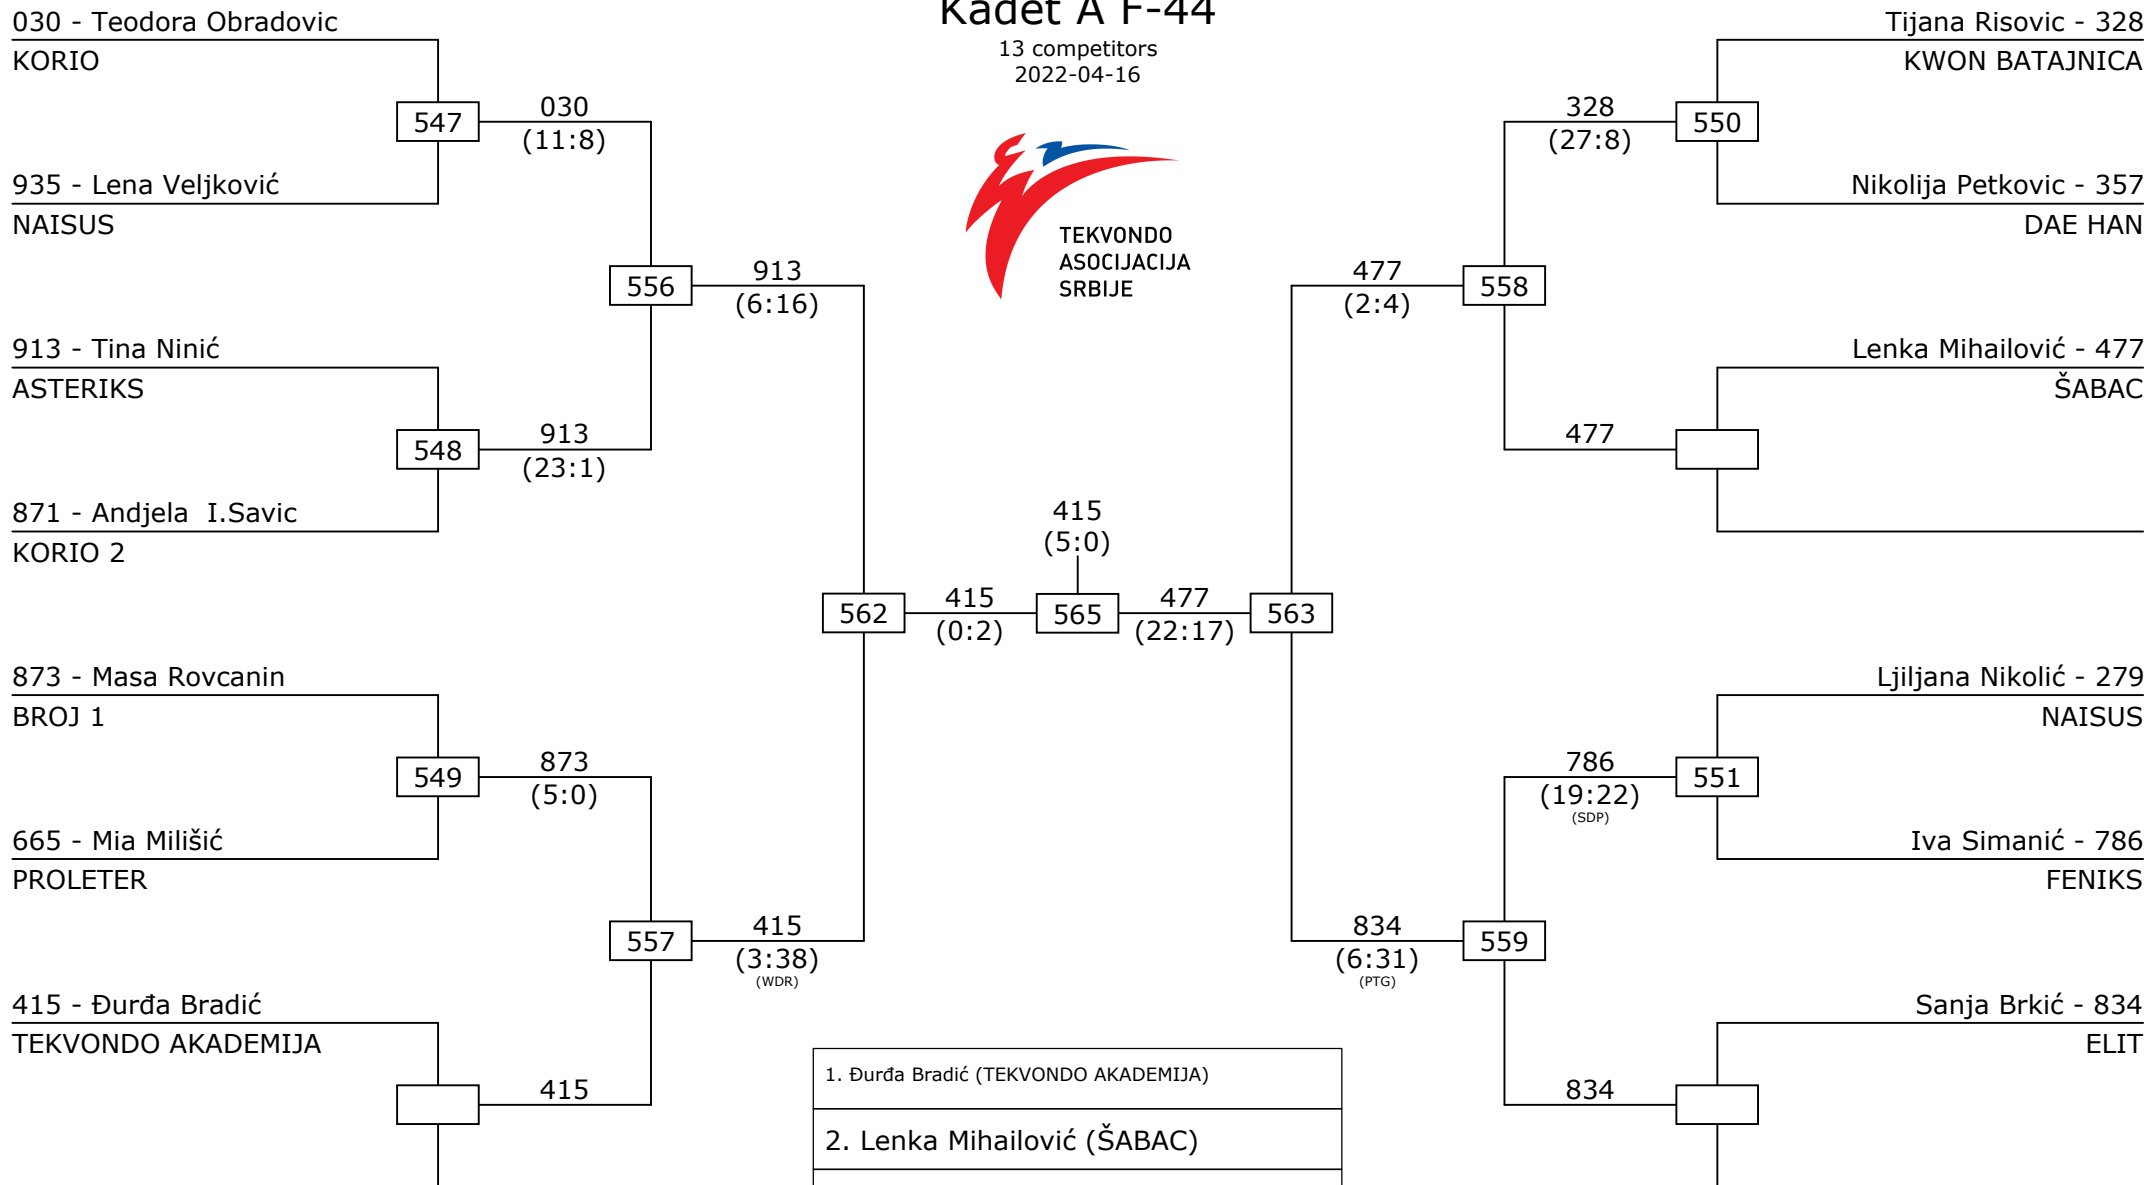 Kadet A F-44
13 competitors
2022-04-16
TEKVONDO
ASOCIJACIJA
SRBIJE
030 - Teodora Obradovic
KORIO
547
030
(11:8)
935 - Lena Veljković
NAISUS
556
913
(6:16)
913 - Tina Ninić
ASTERIKS
548
913
(23:1)
871 - Andjela  I.Savic
KORIO 2
562
415
(0:2)
415
(5:0)
565
477
(22:17)
563
873 - Masa Rovcanin
BROJ 1
549
873
(5:0)
665 - Mia Milišić
PROLETER
557
415
(3:38)
(WDR)
415 - Đurđa Bradić
TEKVONDO AKADEMIJA
415
Tijana Risovic - 328
KWON BATAJNICA
328
(27:8)
550
Nikolija Petkovic - 357
DAE HAN
477
(2:4)
558
Lenka Mihailović - 477
ŠABAC
477
Ljiljana Nikolić - 279
NAISUS
786
(19:22)
(SDP)
551
Iva Simanić - 786
FENIKS
834
(6:31)
(PTG)
559
Sanja Brkić - 834
ELIT
834
1. Đurđa Bradić (TEKVONDO AKADEMIJA)
2. Lenka Mihailović (ŠABAC)